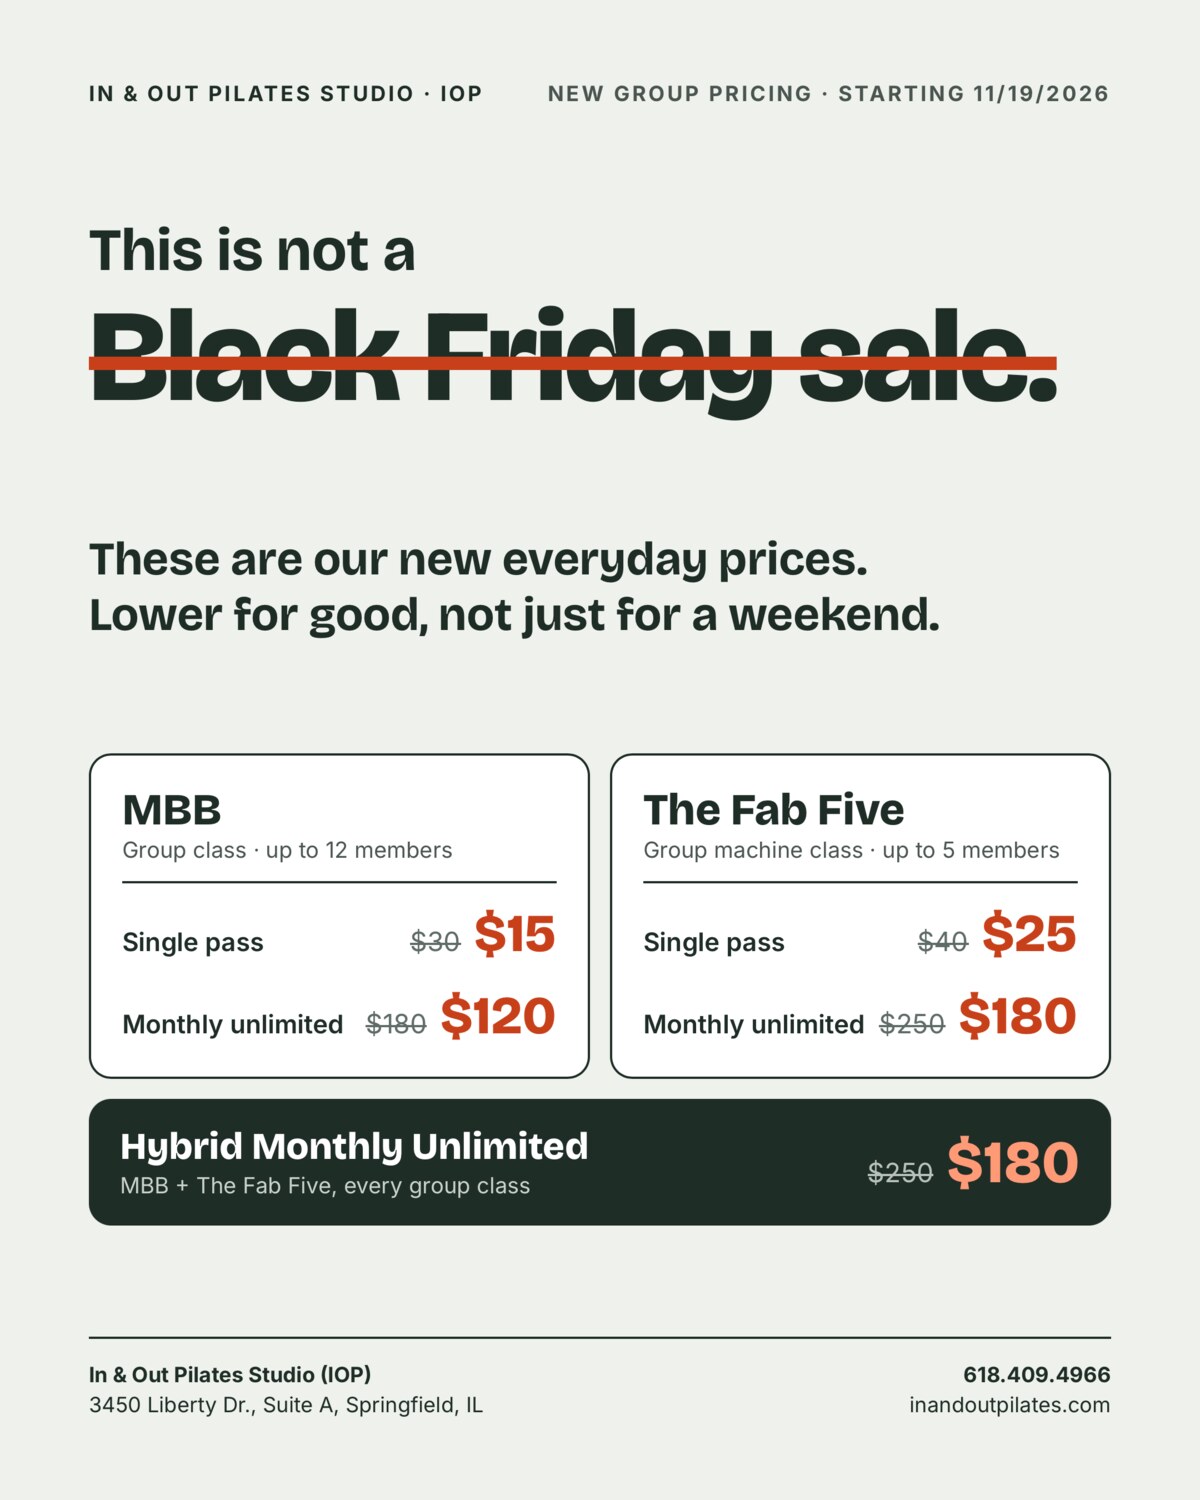 IN & OUT PILATES STUDIO · IOP
NEW GROUP PRICING · STARTING 11/19/2026
This is not a
Black Friday sale.
These are our new everyday prices.
Lower for good, not just for a weekend.
MBB
Group class · up to 12 members
Single pass $30 $15
Monthly unlimited $180 $120
The Fab Five
Group machine class · up to 5 members
Single pass $40 $25
Monthly unlimited $250 $180
Hybrid Monthly Unlimited
MBB + The Fab Five, every group class
$250 $180
In & Out Pilates Studio (IOP)
3450 Liberty Dr., Suite A, Springfield, IL
618.409.4966
inandoutpilates.com